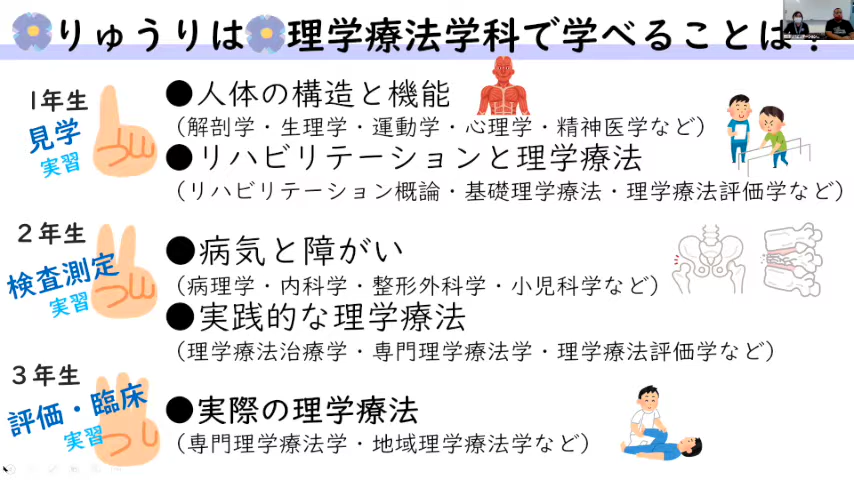 りゅうりは理学療法学科で学べることは？
1年生
見学
実習
●人体の構造と機能
（解剖学・生理学・運動学・心理学・精神医学など）
●リハビリテーションと理学療法
（リハビリテーション概論・基礎理学療法・理学療法評価学など）
２年生
検査測定
実習
●病気と障がい
（病理学・内科学・整形外科学・小児科学など）
●実践的な理学療法
（理学療法治療学・専門理学療法学・理学療法評価学など）
３年生
評価・臨床
実習
●実際の理学療法
（専門理学療法学・地域理学療法学など）